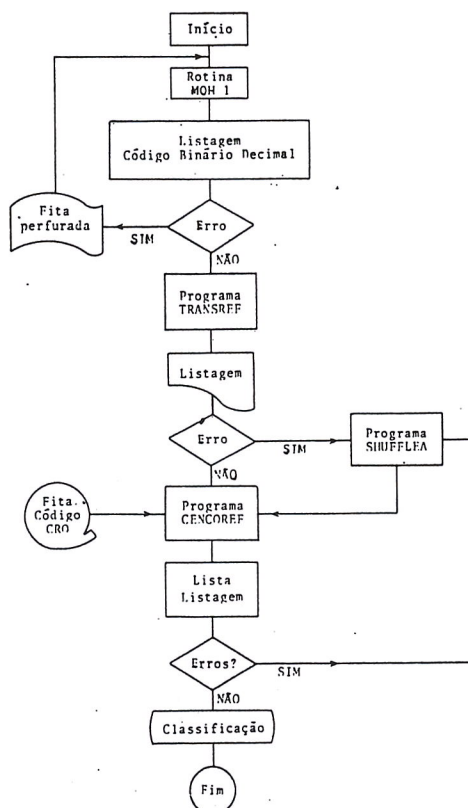 Início
Rotina
MQH 1
Listagem
Código Binário Decimal
Fita
perfurada
SIM
Erro
NÃO
Programa
TRANSREF
Listagem
Erro
SIM
Programa
SHUFFLEA
NÃO
Fita.
Código
CRO
Programa
CENCOREF
Lista
Listagem
Erros?
SIM
NÃO
Classificação
Fim